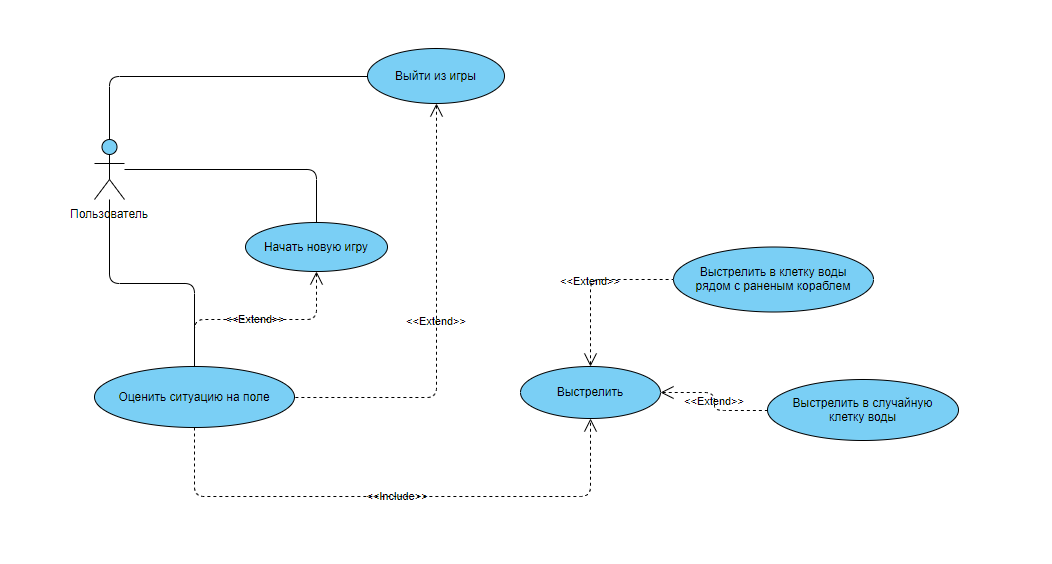 Выйти из игры
Пользователь
Начать новую игру
<<Extend>>
<<Extend>>
<<Extend>>
Выстрелить в клетку воды
рядом с раненым кораблем
Оценить ситуацию на поле
Выстрелить
<<Extend>>
Выстрелить в случайную
клетку воды
<<Include>>